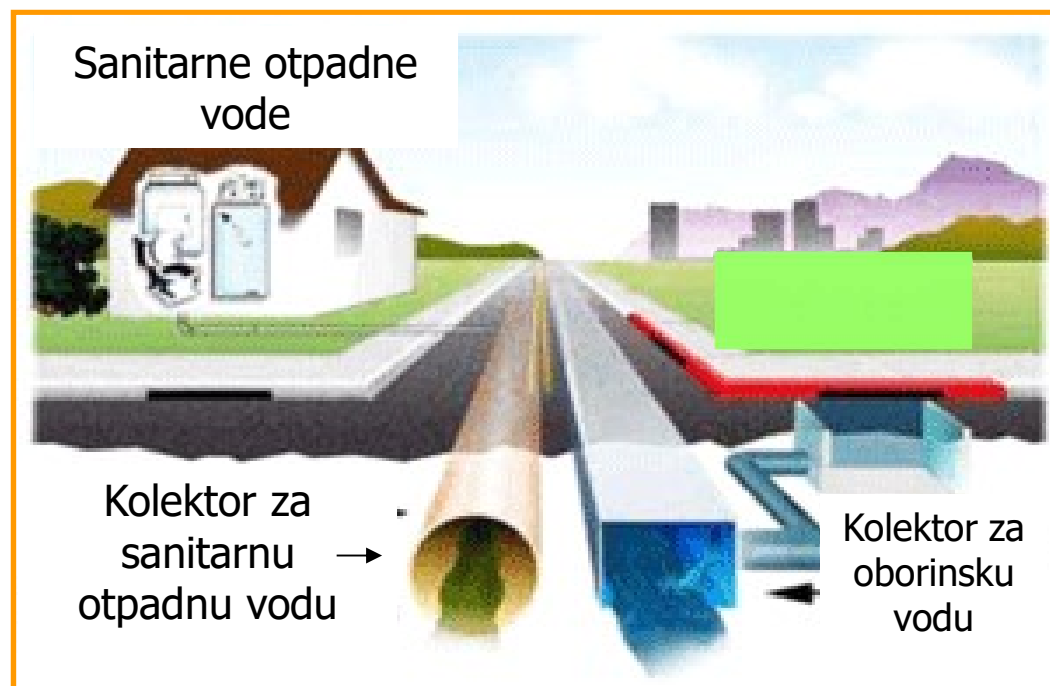 Sanitarne otpadne
vode
Kolektor za
sanitarnu
otpadnu vodu
Kolektor za
oborinsku
vodu